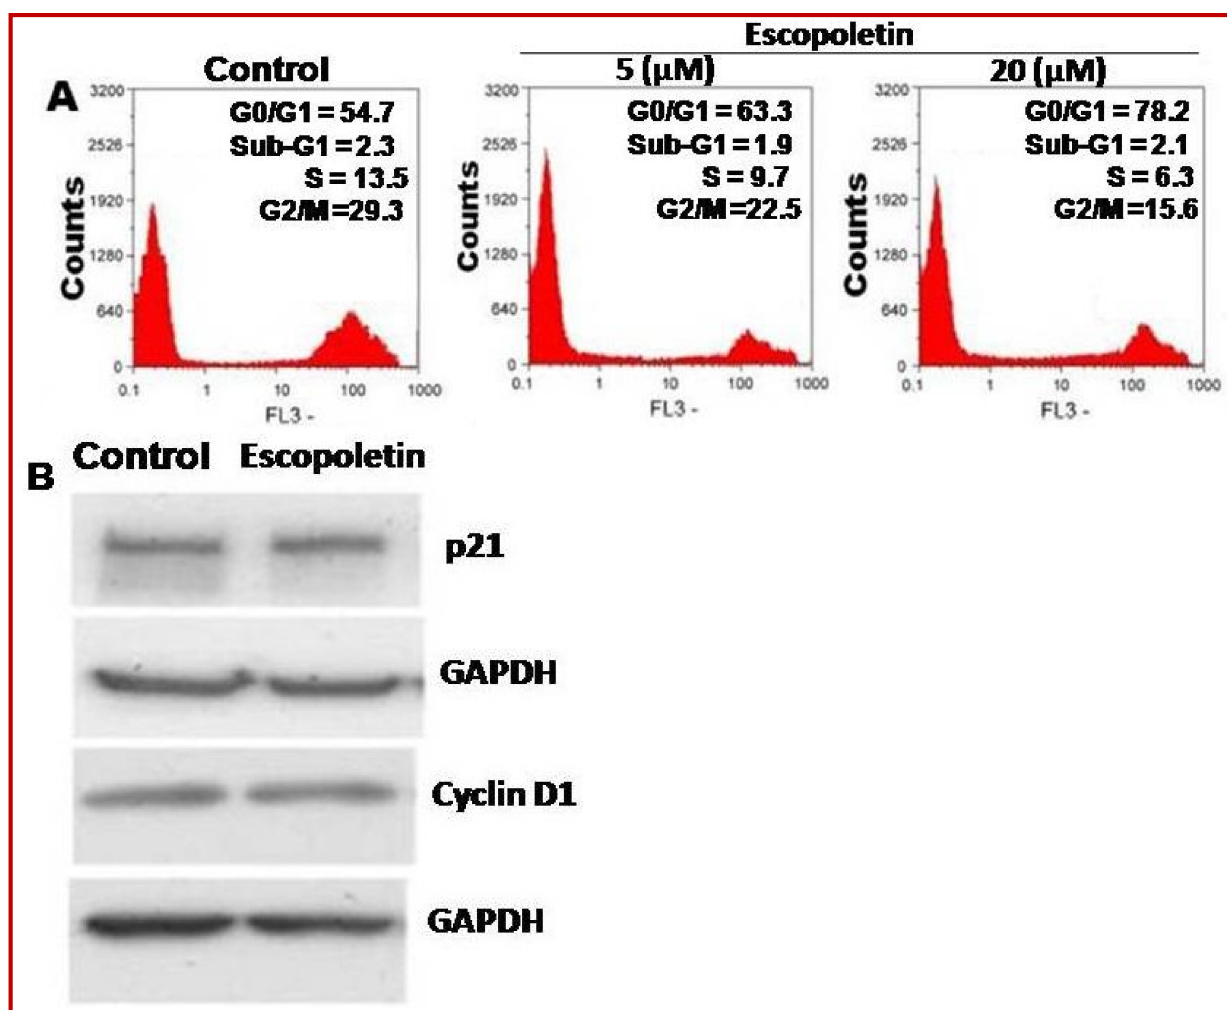 Escopoletin
Control
5 (µM)
20 (µM)
A
3200
2526
1920
1280
640
0
Counts
G0/G1 = 54.7
Sub-G1 = 2.3
S = 13.5
G2/M =29.3
0.1 1 10 100 1000
FL3 -
3200
2526
1920
1280
640
0
Counts
G0/G1 = 63.3
Sub-G1 = 1.9
S = 9.7
G2/M =22.5
0.1 1 10 100 1000
FL3 -
3200
2526
1920
1280
640
0
Counts
G0/G1 = 78.2
Sub-G1 = 2.1
S = 6.3
G2/M =15.6
0.1 1 10 100 1000
FL3 -
B
Control Escopoletin
p21
GAPDH
Cyclin D1
GAPDH